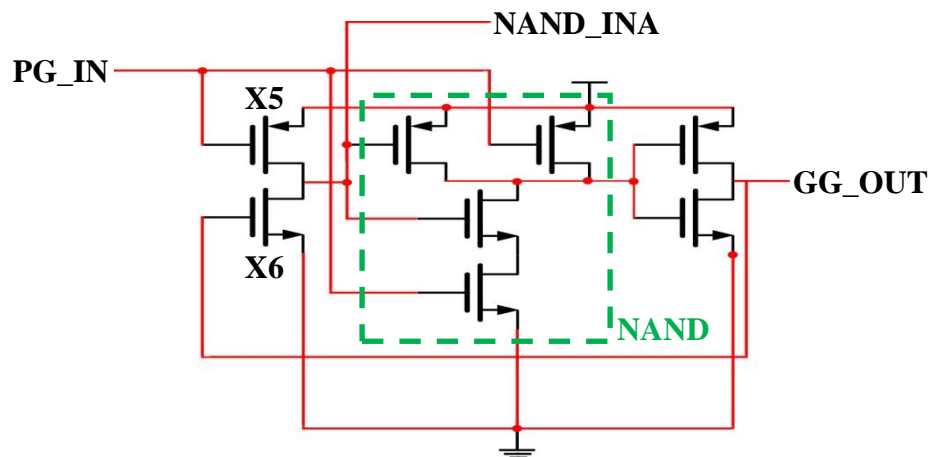 NAND_INA
PG_IN
X5
GG_OUT
X6
NAND